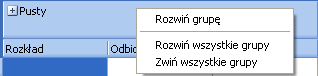 Pusty
Rozwiń grupę
Rozwiń wszystkie grupy
Zwiń wszystkie grupy
Rozkład